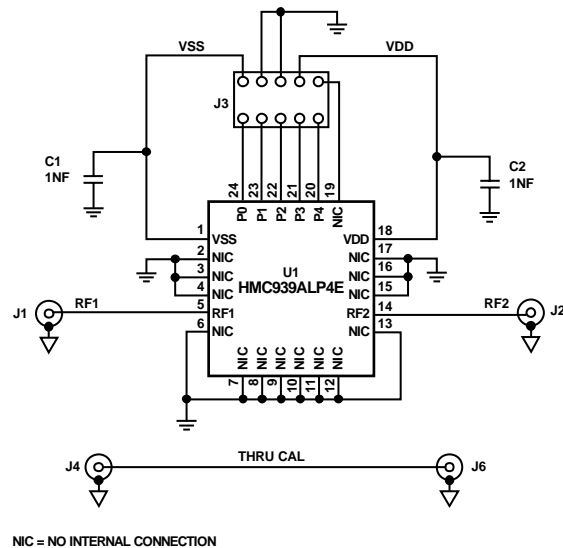 VSS
VDD
J3
C1
1NF
C2
1NF
24
23
22
21
20
19
P0
P1
P2
P3
P4
NIC
1
VSS
2
NIC
3
NIC
4
NIC
5
RF1
6
NIC
U1
HMC939ALP4E
18
VDD
17
NIC
16
NIC
15
NIC
14
RF2
13
NIC
J1
RF1
RF2
J2
NIC
NIC
NIC
NIC
NIC
NIC
7
8
9
10
11
12
J4
THRU CAL
J6
NIC = NO INTERNAL CONNECTION